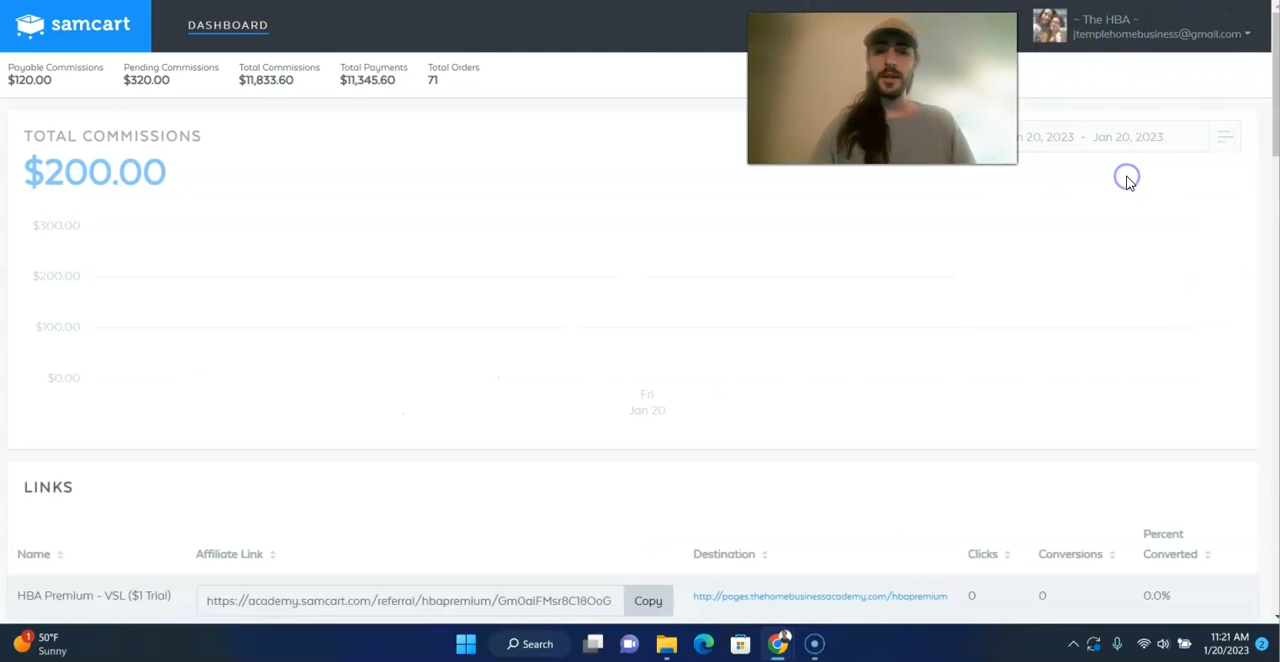 samcart
DASHBOARD
~ The HBA ~
jtemplehomebusiness@gmail.com
Payable Commissions
$120.00
Pending Commissions
$320.00
Total Commissions
$11,833.60
Total Payments
$11,345.60
Total Orders
71
TOTAL COMMISSIONS
$200.00
n 20, 2023 - Jan 20, 2023
$300.00
$200.00
$100.00
$0.00
Fri
Jan 20
LINKS
Name
Affiliate Link
Destination
Clicks
Conversions
Percent
Converted
HBA Premium - VSL ($1 Trial)
https://academy.samcart.com/referral/hbapremium/Gm0aiFMsr8C18OoG
Copy
http://pages.thehomebusinessacademy.com/hbapremium
0
0
0.0%
1
50°F
Sunny
Search
11:21 AM
1/20/2023
2